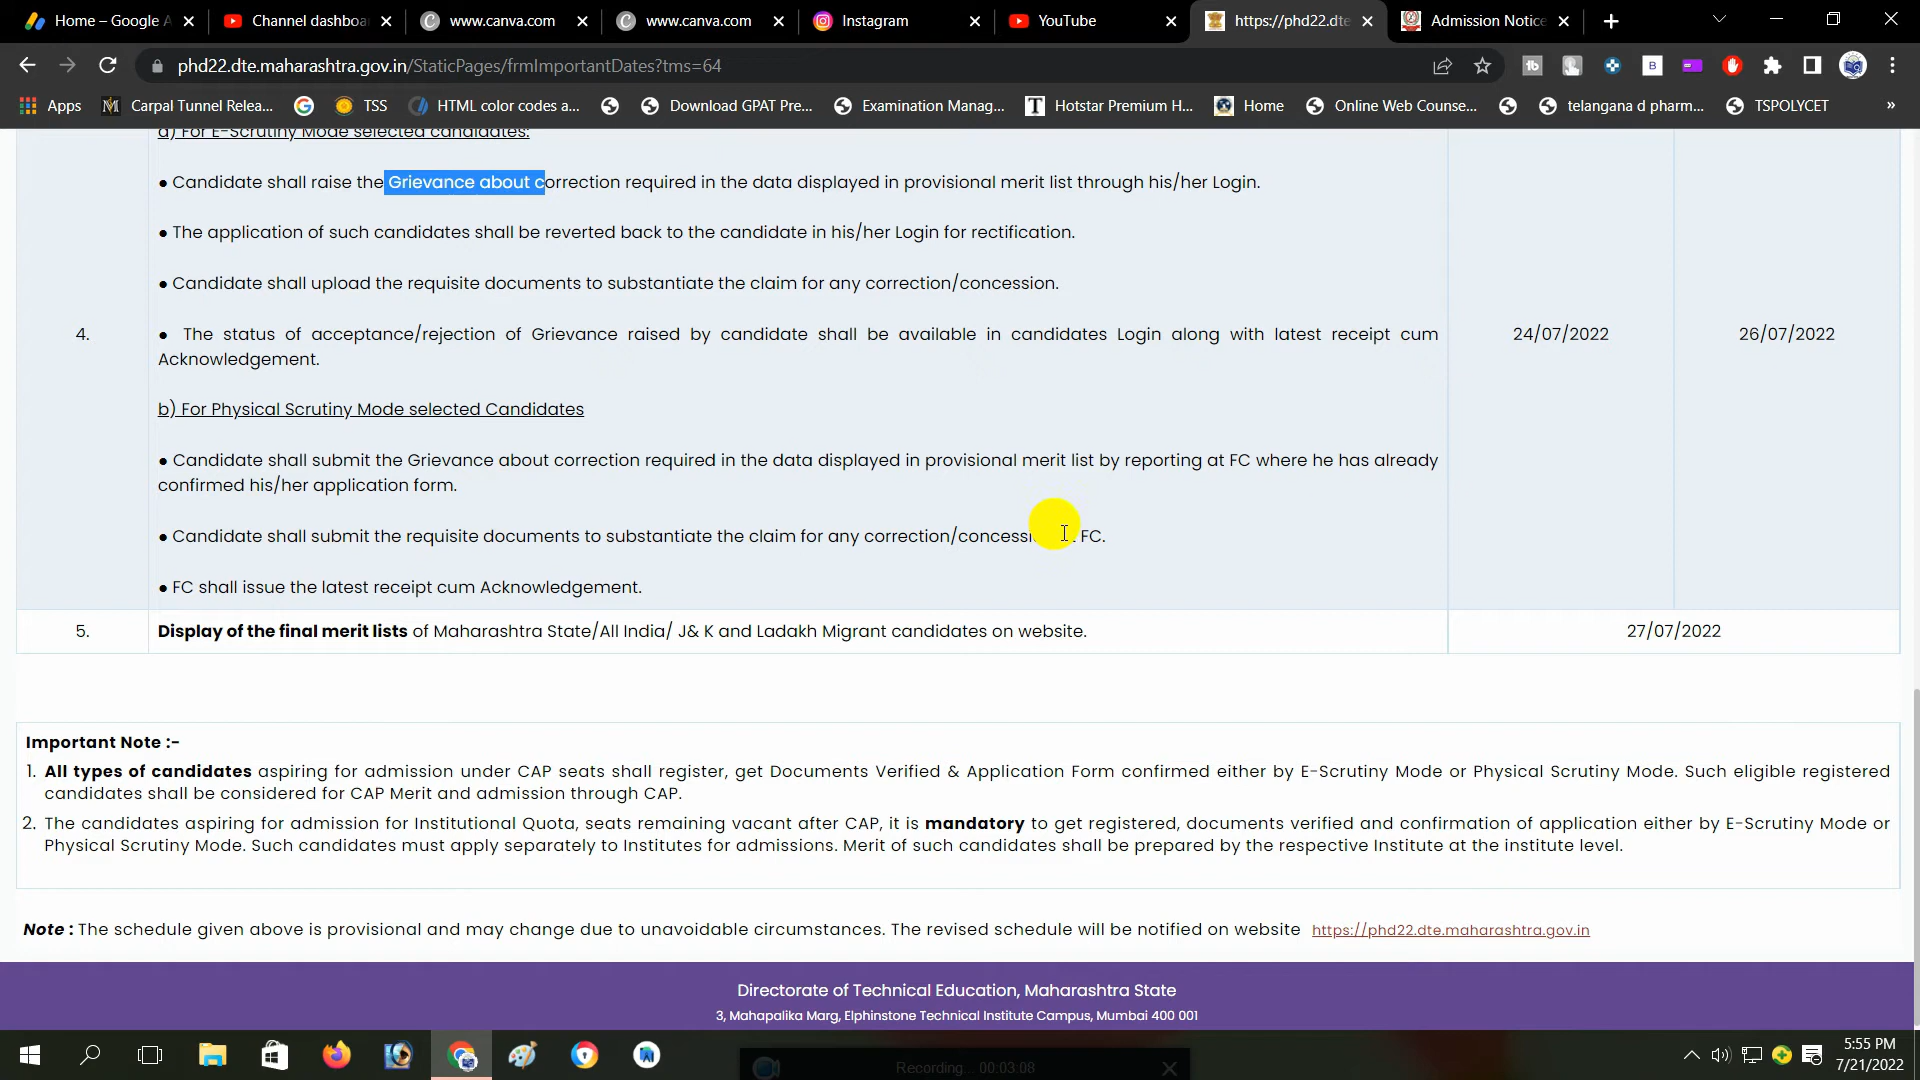 Home – Google A
Channel dashboa
www.canva.com
www.canva.com
Instagram
YouTube
https://phd22.dte
Admission Notice
phd22.dte.maharashtra.gov.in/StaticPages/frmImportantDates?tms=64
Apps
Carpal Tunnel Relea...
TSS
HTML color codes a...
Download GPAT Pre...
Examination Manag...
Hotstar Premium H...
Home
Online Web Counse...
telangana d pharm...
TSPOLYCET
»
a) For E-Scrutiny Mode selected candidates:
● Candidate shall raise the Grievance about correction required in the data displayed in provisional merit list through his/her Login.
● The application of such candidates shall be reverted back to the candidate in his/her Login for rectification.
● Candidate shall upload the requisite documents to substantiate the claim for any correction/concession.
4.
● The status of acceptance/rejection of Grievance raised by candidate shall be available in candidates Login along with latest receipt cum
Acknowledgement.
24/07/2022
26/07/2022
b) For Physical Scrutiny Mode selected Candidates
● Candidate shall submit the Grievance about correction required in the data displayed in provisional merit list by reporting at FC where he has already
confirmed his/her application form.
● Candidate shall submit the requisite documents to substantiate the claim for any FC.
● FC shall issue the latest receipt cum Acknowledgement.
5.
Display of the final merit lists of Maharashtra State/All India/ J& K and Ladakh Migrant candidates on website.
27/07/2022
Important Note :-
1. All types of candidates aspiring for admission under CAP seats shall register, get Documents Verified & Application Form confirmed either by E-Scrutiny Mode or Physical Scrutiny Mode. Such eligible registered
candidates shall be considered for CAP Merit and admission through CAP.
2. The candidates aspiring for admission for Institutional Quota, seats remaining vacant after CAP, it is mandatory to get registered, documents verified and confirmation of application either by E-Scrutiny Mode or
Physical Scrutiny Mode. Such candidates must apply separately to Institutes for admissions. Merit of such candidates shall be prepared by the respective Institute at the institute level.
Note : The schedule given above is provisional and may change due to unavoidable circumstances. The revised schedule will be notified on website https://phd22.dte.maharashtra.gov.in
Directorate of Technical Education, Maharashtra State
3, Mahapalika Marg, Elphinstone Technical Institute Campus, Mumbai 400 001
Recording... 00:03:08
5:55 PM
7/21/2022